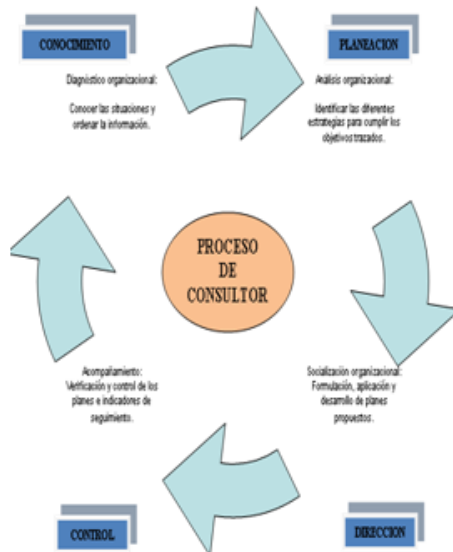 CONOCIMIENTO
Diagnóstico organizacional:
Conocer las situaciones y
ordenar la información.
PLANEACION
Análisis organizacional:
Identificar las diferentes
estrategias para cumplir los
objetivos trazados.
PROCESO
DE
CONSULTOR
Acompañamiento:
Verificación y control de los
planes e indicadores de
seguimiento.
Socialización organizacional:
Formulación, aplicación y
desarrollo de planes
propuestos.
CONTROL
DIRECCION